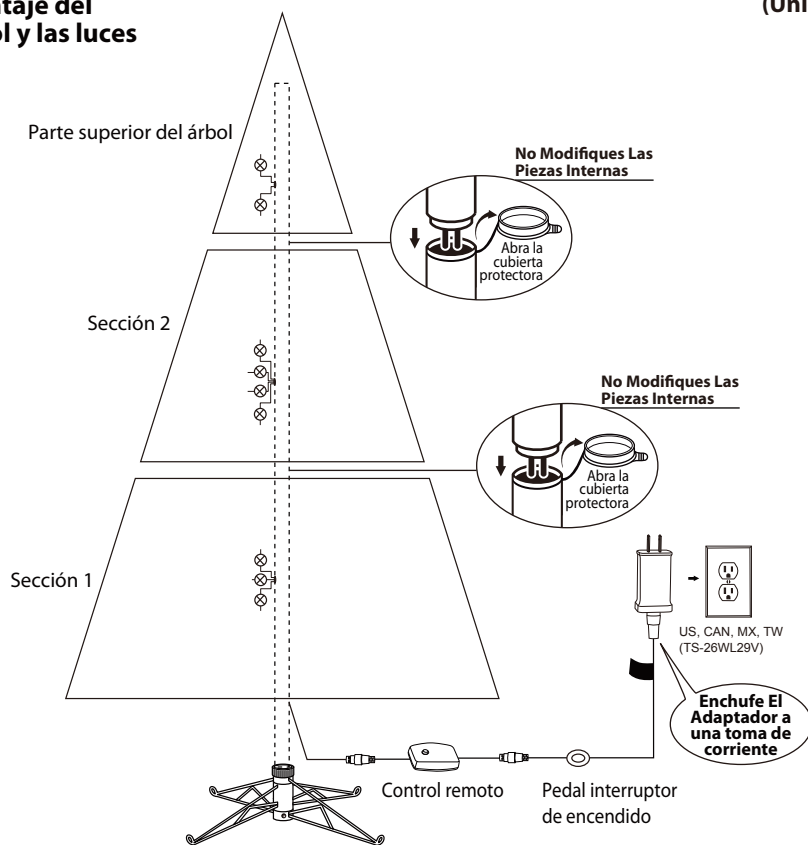 taje del
l y las luces
(Uni
Parte superior del árbol
No Modifiques Las
Piezas Internas
Abra la
cubierta
protectora
Sección 2
No Modifiques Las
Piezas Internas
Abra la
cubierta
protectora
Sección 1
US, CAN, MX, TW
(TS-26WL29V)
Enchufe El
Adaptador a
una toma de
corriente
Control remoto
Pedal interruptor
de encendido